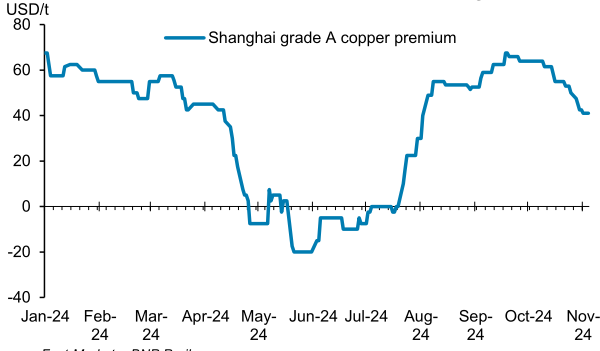 USD/t
Shanghai grade A copper premium
80
60
40
20
0
-20
-40
Jan-24 Feb- Mar- Apr-24 May- Jun-24 Jul-24 Aug- Sep- Oct-24 Nov-
24 24 24 24 24 24